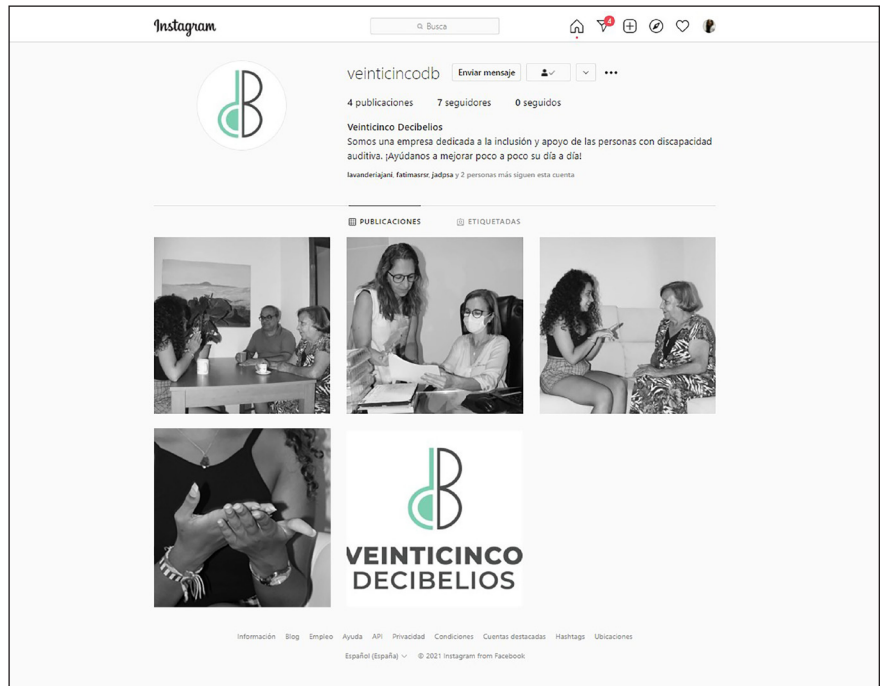 Instagram
Busca
4
veinticincodb Enviar mensaje
4 publicaciones 7 seguidores 0 seguidos
Veinticinco Decibelios
Somos una empresa dedicada a la inclusión y apoyo de las personas con discapacidad
auditiva. ¡Ayúdanos a mejorar poco a poco su día a día!
lavanderiajani, fatimasrsr, jadpsa y 2 personas más siguen esta cuenta
PUBLICACIONES ETIQUETADAS
dB
VEINTICINCO
DECIBELIOS
Información Blog Empleo Ayuda API Privacidad Condiciones Cuentas destacadas Hashtags Ubicaciones
Español (España) © 2021 Instagram from Facebook